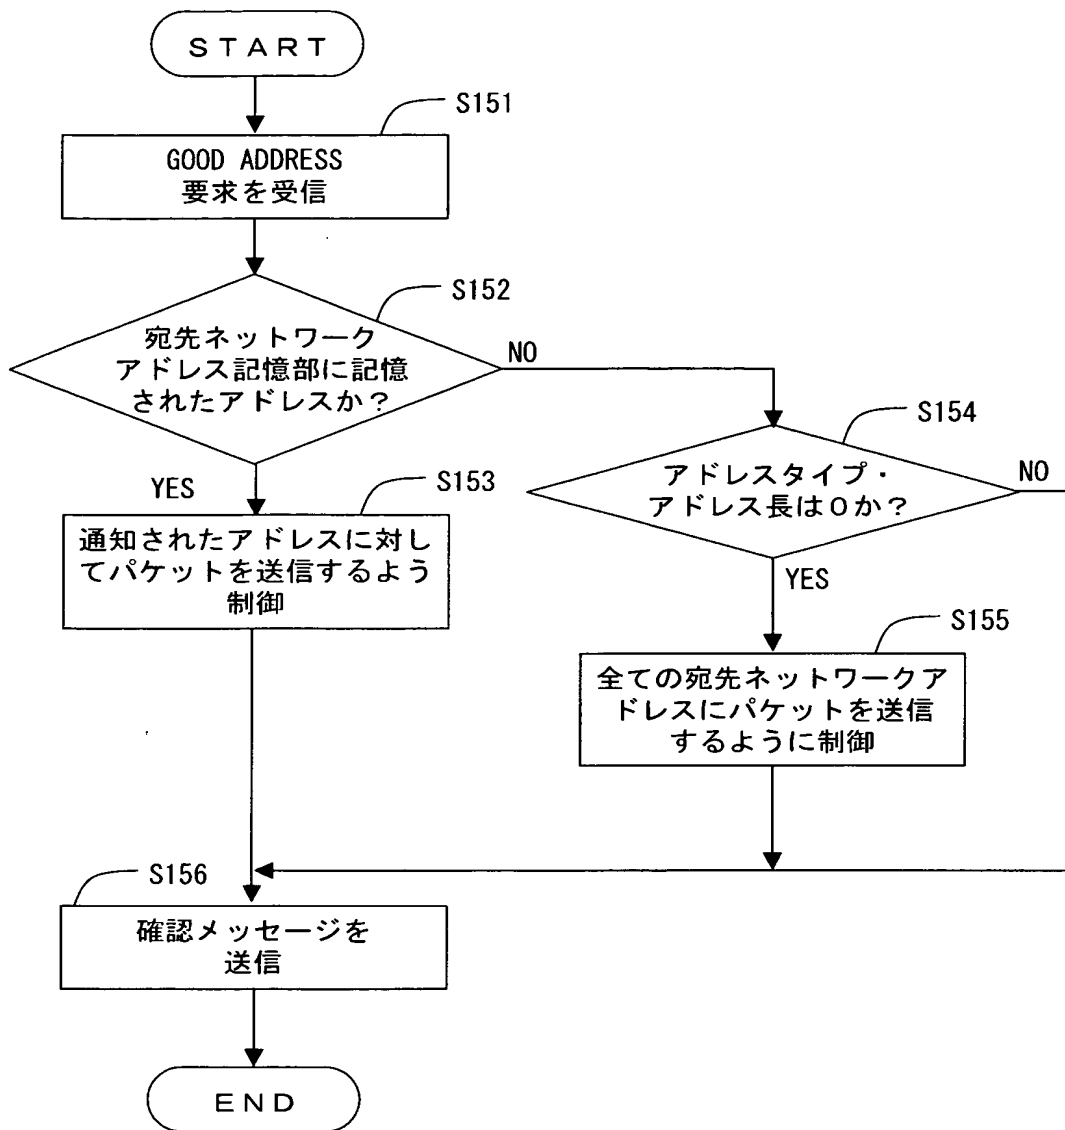 START
S151
GOOD ADDRESS
要求を受信
S152
宛先ネットワーク
アドレス記憶部に記憶
されたアドレスか？
NO
S154
アドレスタイプ・
アドレス長は０か？
NO
YES
S153
通知されたアドレスに対し
てパケットを送信するよう
制御
YES
S155
全ての宛先ネットワークア
ドレスにパケットを送信
するように制御
S156
確認メッセージを
送信
END